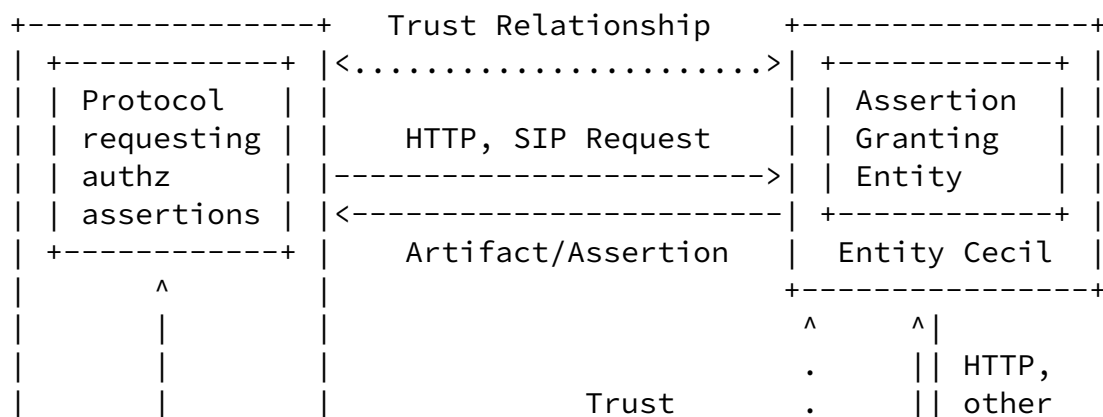 +----------------+   Trust Relationship    +----------------+
| +------------+ |<.......................>| +------------+ |
| | Protocol   | |                         | | Assertion  | |
| | requesting | |    HTTP, SIP Request    | | Granting   | |
| | authz      | |------------------------>| | Entity     | |
| | assertions | |<------------------------| +------------+ |
| +------------+ |    Artifact/Assertion   |  Entity Cecil  |
|       ^        |                         +----------------+
|       |        |                          ^     ^|
|       |        |                          .     || HTTP,
|       |        |              Trust       .     || other